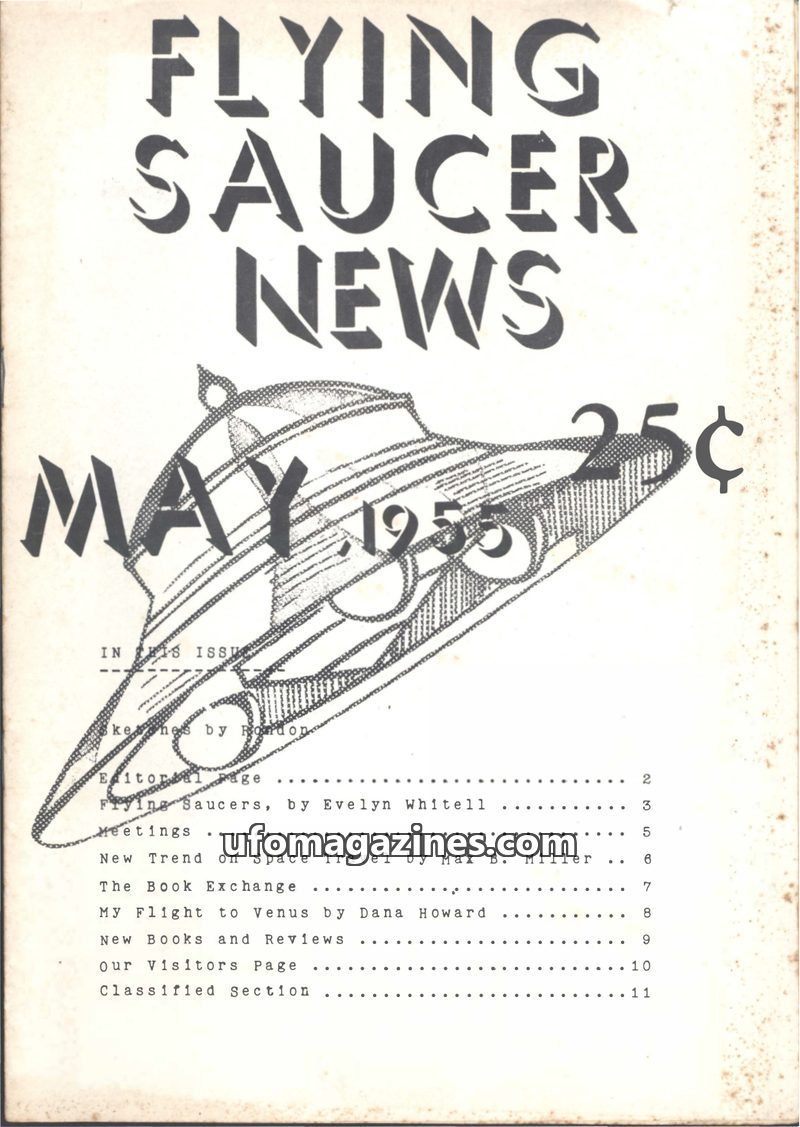 FLYING
SAUCER
NEWS
25¢
MAY, 1955
IN THIS ISSUE
------------------
Sketches by Rondon
Editorial Page .............................. 2
Flying Saucers, by Evelyn Whitell ........... 3
Meetings .................................... 5
ufomagazines.com
New Trend on Space Travel by Max B. Miller .. 6
The Book Exchange ........................... 7
My Flight to Venus by Dana Howard ........... 8
New Books and Reviews ....................... 9
Our Visitors Page ...........................10
Classified Section ..........................11